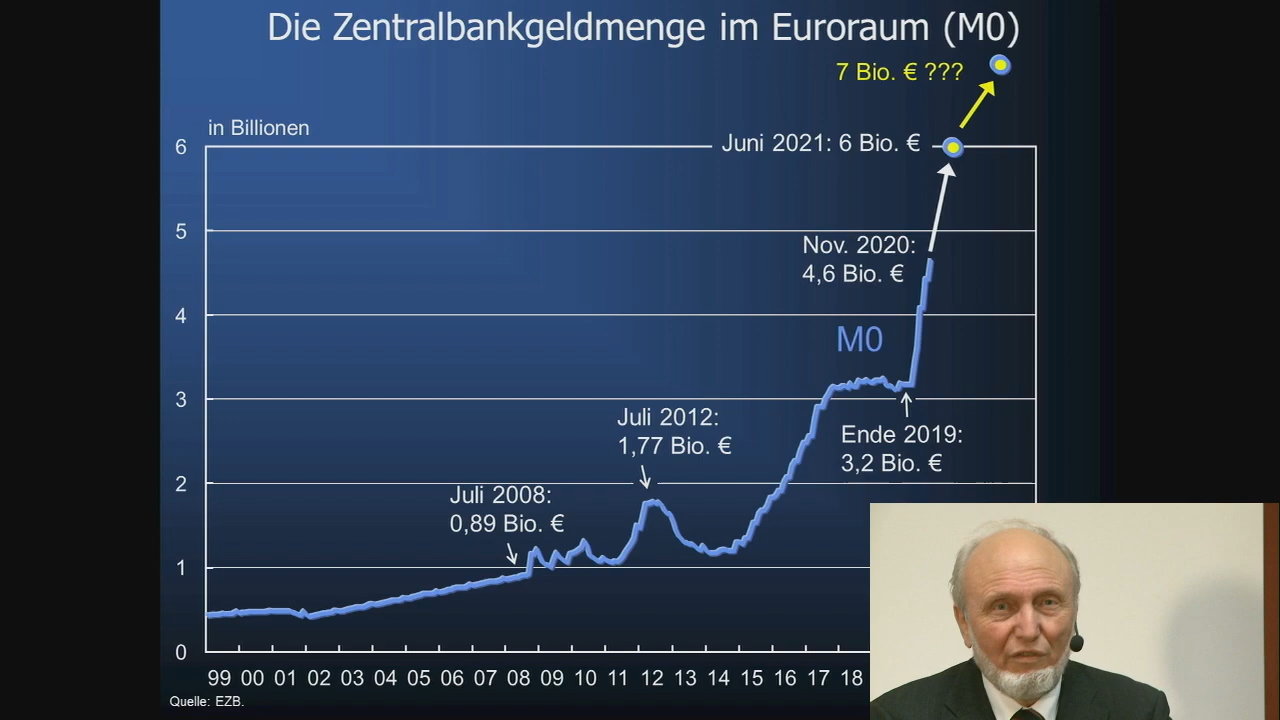 Die Zentralbankgeldmenge im Euroraum (M0)
7 Bio. € ???
in Billionen
Juni 2021: 6 Bio. €
6
5
Nov. 2020:
4,6 Bio. €
4
M0
3
Juli 2012:
1,77 Bio. €
Ende 2019:
3,2 Bio. €
2
Juli 2008:
0,89 Bio. €
1
0
99 00 01 02 03 04 05 06 07 08 09 10 11 12 13 14 15 16 17 18
Quelle: EZB.